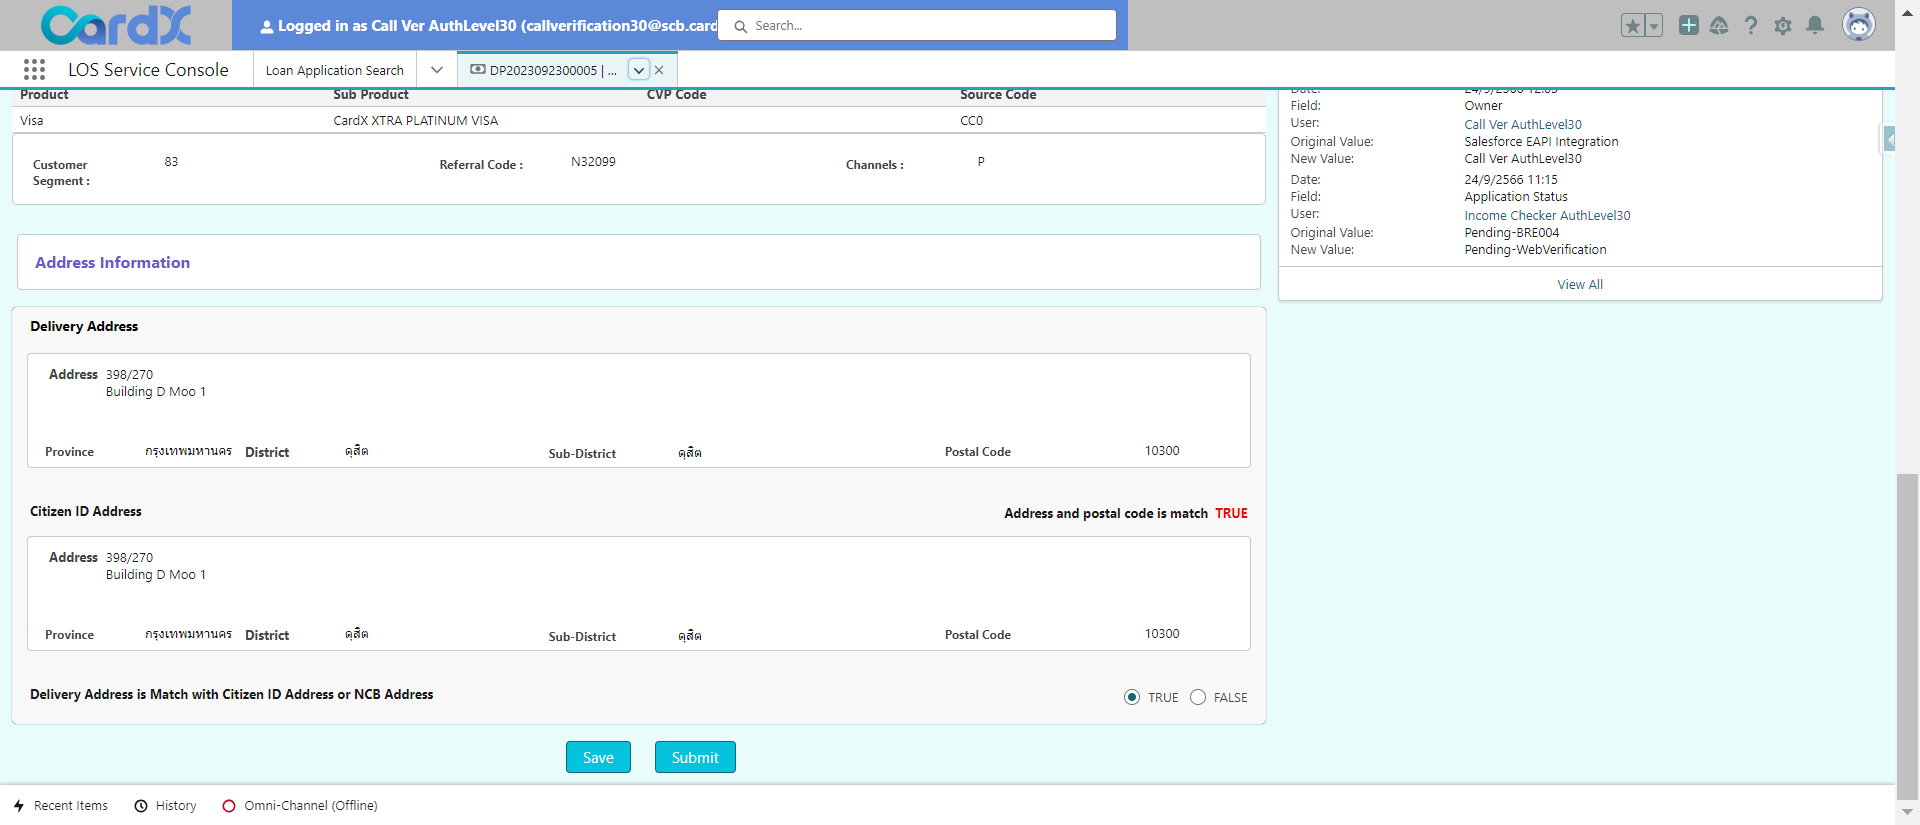 CardX
Logged in as Call Ver AuthLevel30 (callverification30@scb.card
Search...
LOS Service Console
Loan Application Search
DP2023092300005 | ...
Product Sub Product CVP Code Source Code
Visa CardX XTRA PLATINUM VISA CC0
Customer Segment : 83 Referral Code : N32099 Channels : P
Address Information
Delivery Address
Address 398/270
Building D Moo 1
Province กรุงเทพมหานคร District ดุสิต Sub-District ดุสิต Postal Code 10300
Citizen ID Address
Address and postal code is match TRUE
Address 398/270
Building D Moo 1
Province กรุงเทพมหานคร District ดุสิต Sub-District ดุสิต Postal Code 10300
Delivery Address is Match with Citizen ID Address or NCB Address
TRUE FALSE
Save Submit
Date: 24/9/2566 12:05
Field: Owner
User: Call Ver AuthLevel30
Original Value: Salesforce EAPI Integration
New Value: Call Ver AuthLevel30
Date: 24/9/2566 11:15
Field: Application Status
User: Income Checker AuthLevel30
Original Value: Pending-BRE004
New Value: Pending-WebVerification
View All
Recent Items History Omni-Channel (Offline)